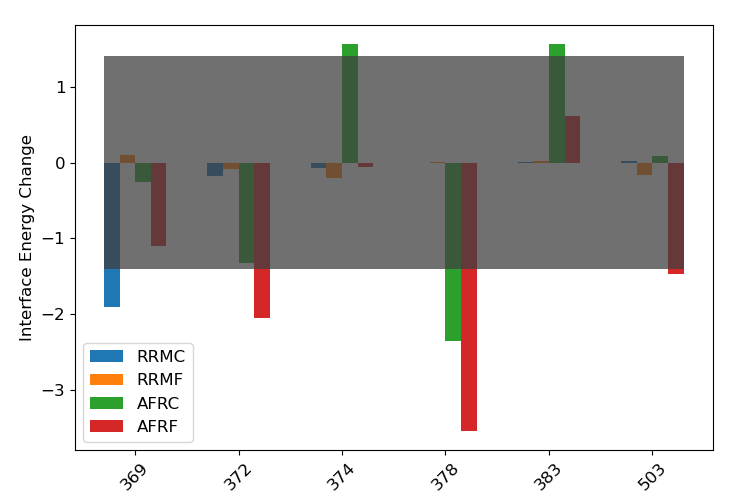 Interface Energy Change
1
0
−1
−2
−3
RRMC
RRMF
AFRC
AFRF
369
372
374
378
383
503